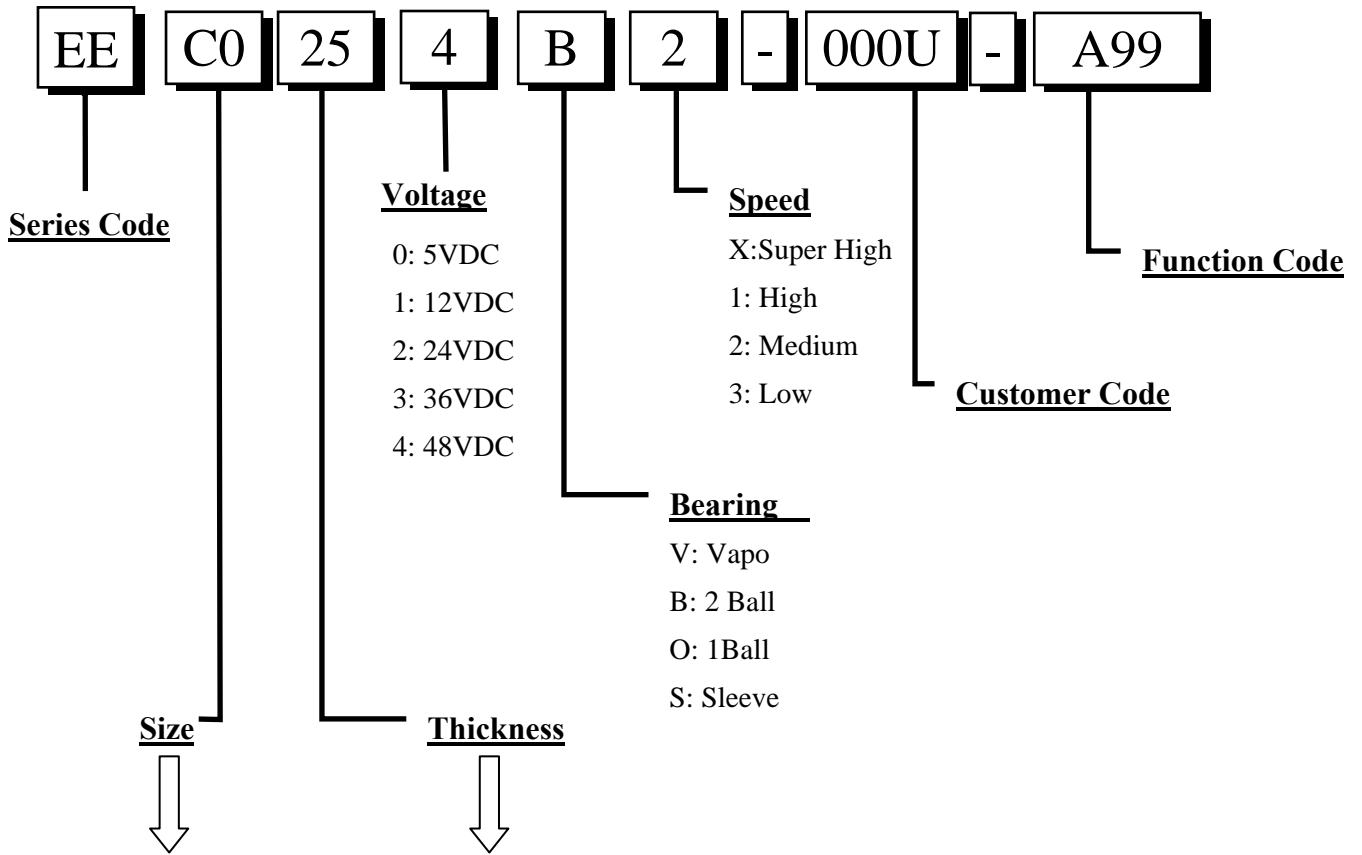 EE C0 25 4 B 2 - 000U - A99
Series Code
Voltage
0: 5VDC
1: 12VDC
2: 24VDC
3: 36VDC
4: 48VDC
Speed
X:Super High
1: High
2: Medium
3: Low
Function Code
Customer Code
Bearing
V: Vapo
B: 2 Ball
O: 1Ball
S: Sleeve
Size
Thickness